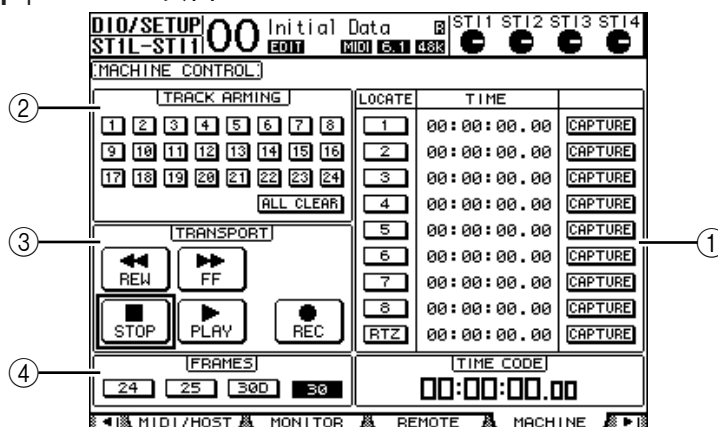 DIO/SETUP 00 Initial Data R ST11 ST12 ST13 ST14
ST1L-ST11 EDIT MIDI 6.1 48k
MACHINE CONTROL
TRACK ARMING
1 2 3 4 5 6 7 8
9 10 11 12 13 14 15 16
17 18 19 20 21 22 23 24
ALL CLEAR
TRANSPORT
REW FF
STOP PLAY REC
FRAMES
24 25 30D 30
LOCATE TIME
1 00:00:00.00 CAPTURE
2 00:00:00.00 CAPTURE
3 00:00:00.00 CAPTURE
4 00:00:00.00 CAPTURE
5 00:00:00.00 CAPTURE
6 00:00:00.00 CAPTURE
7 00:00:00.00 CAPTURE
8 00:00:00.00 CAPTURE
RTZ 00:00:00.00 CAPTURE
TIME CODE
00:00:00.00
MIDI/HOST MONITOR REMOTE MACHINE
②
③
④
①